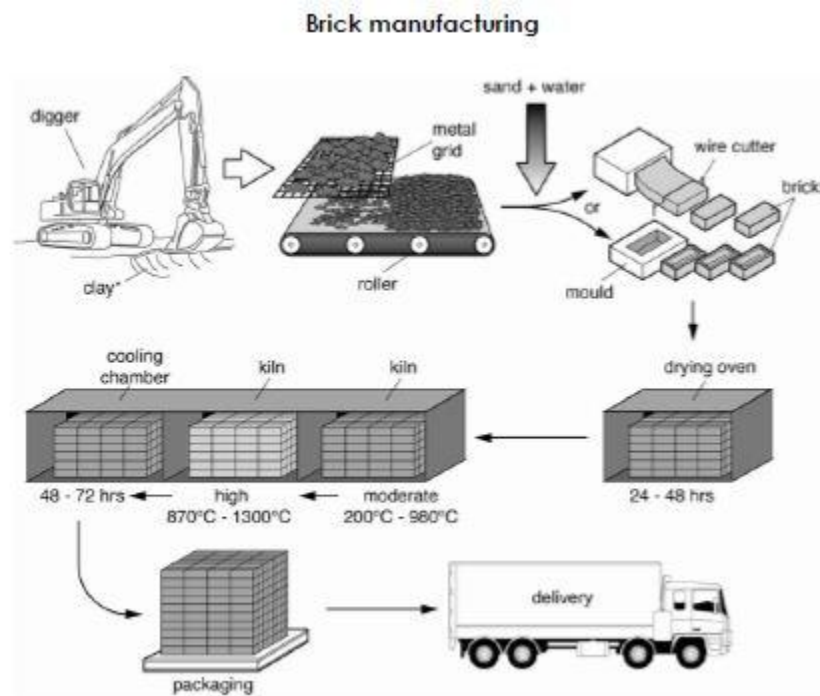 Brick manufacturing
digger
clay*
metal
grid
roller
sand + water
or
wire cutter
brick
mould
drying oven
24 - 48 hrs
kiln
moderate
200°C - 980°C
kiln
high
870°C - 1300°C
cooling
chamber
48 - 72 hrs
packaging
delivery